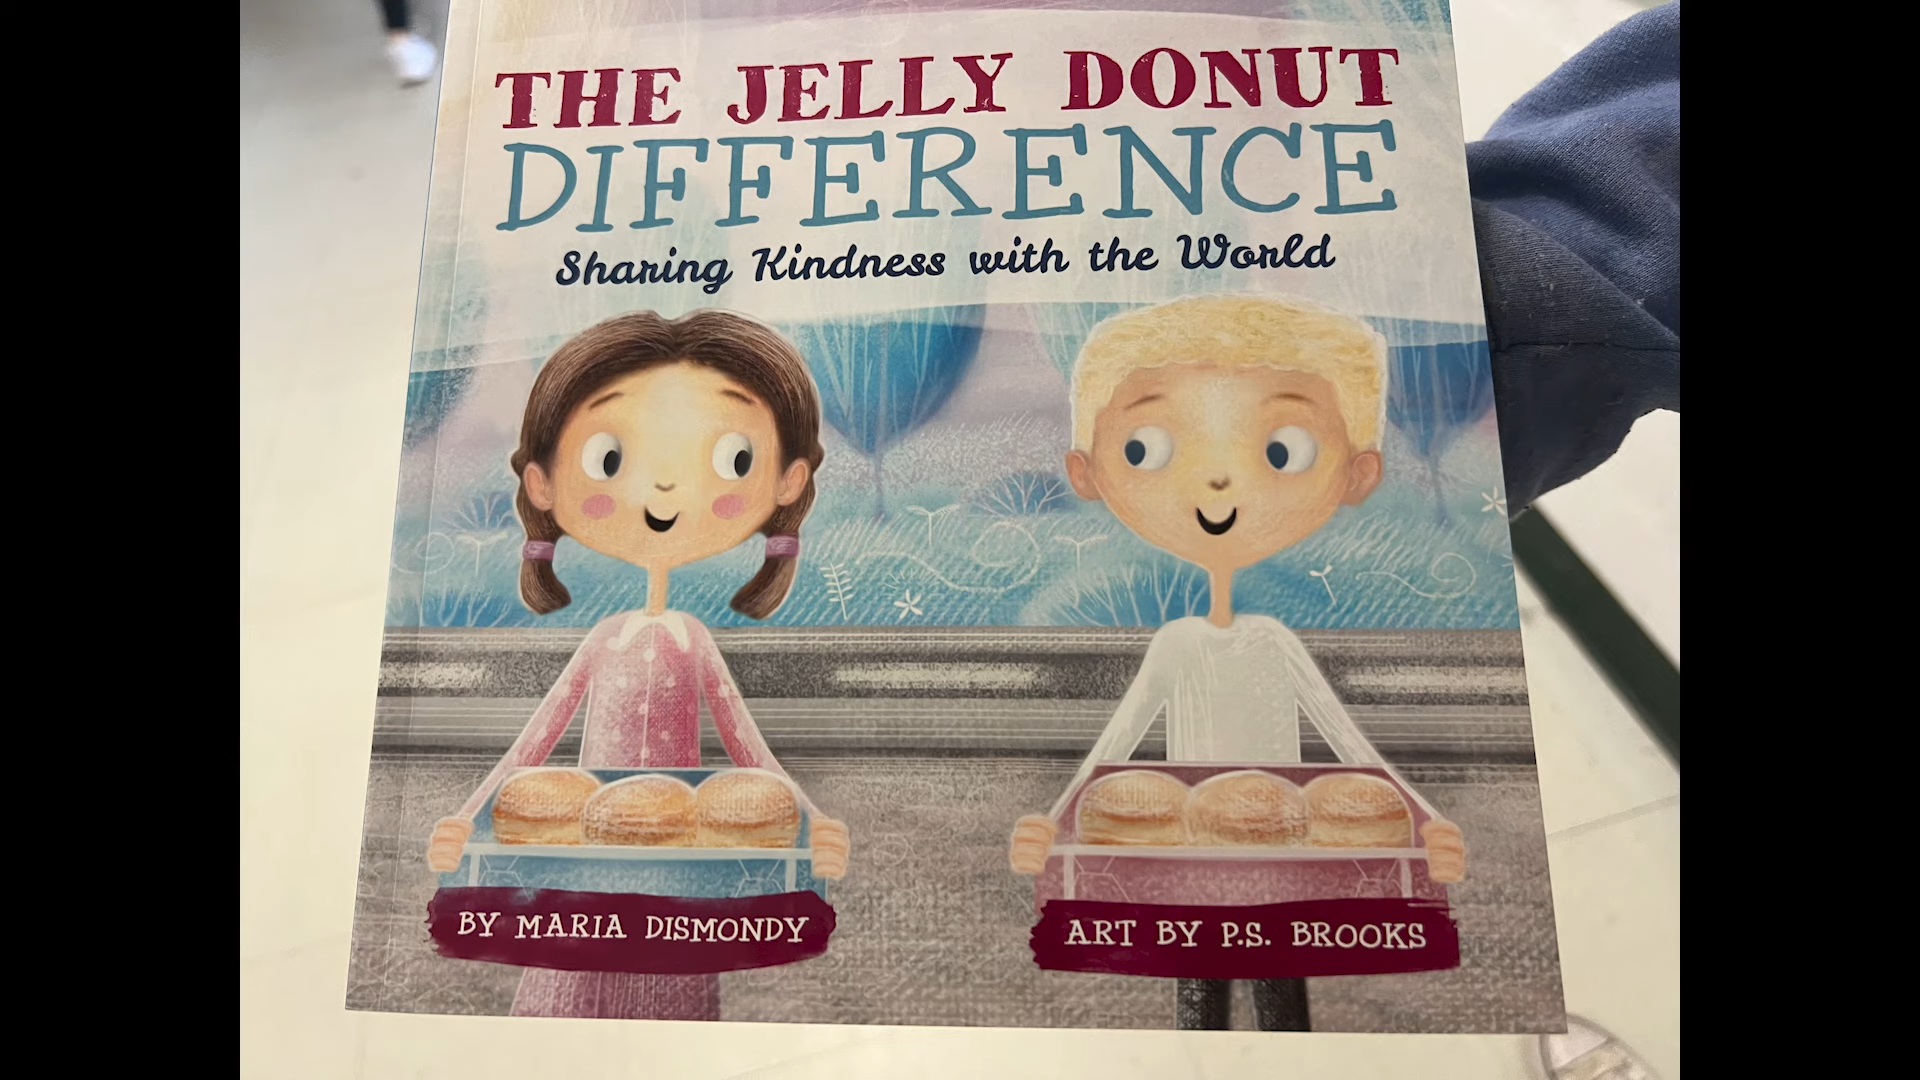 THE JELLY DONUT
DIFFERENCE
Sharing Kindness with the World
BY MARIA DISMONDY
ART BY P.S. BROOKS